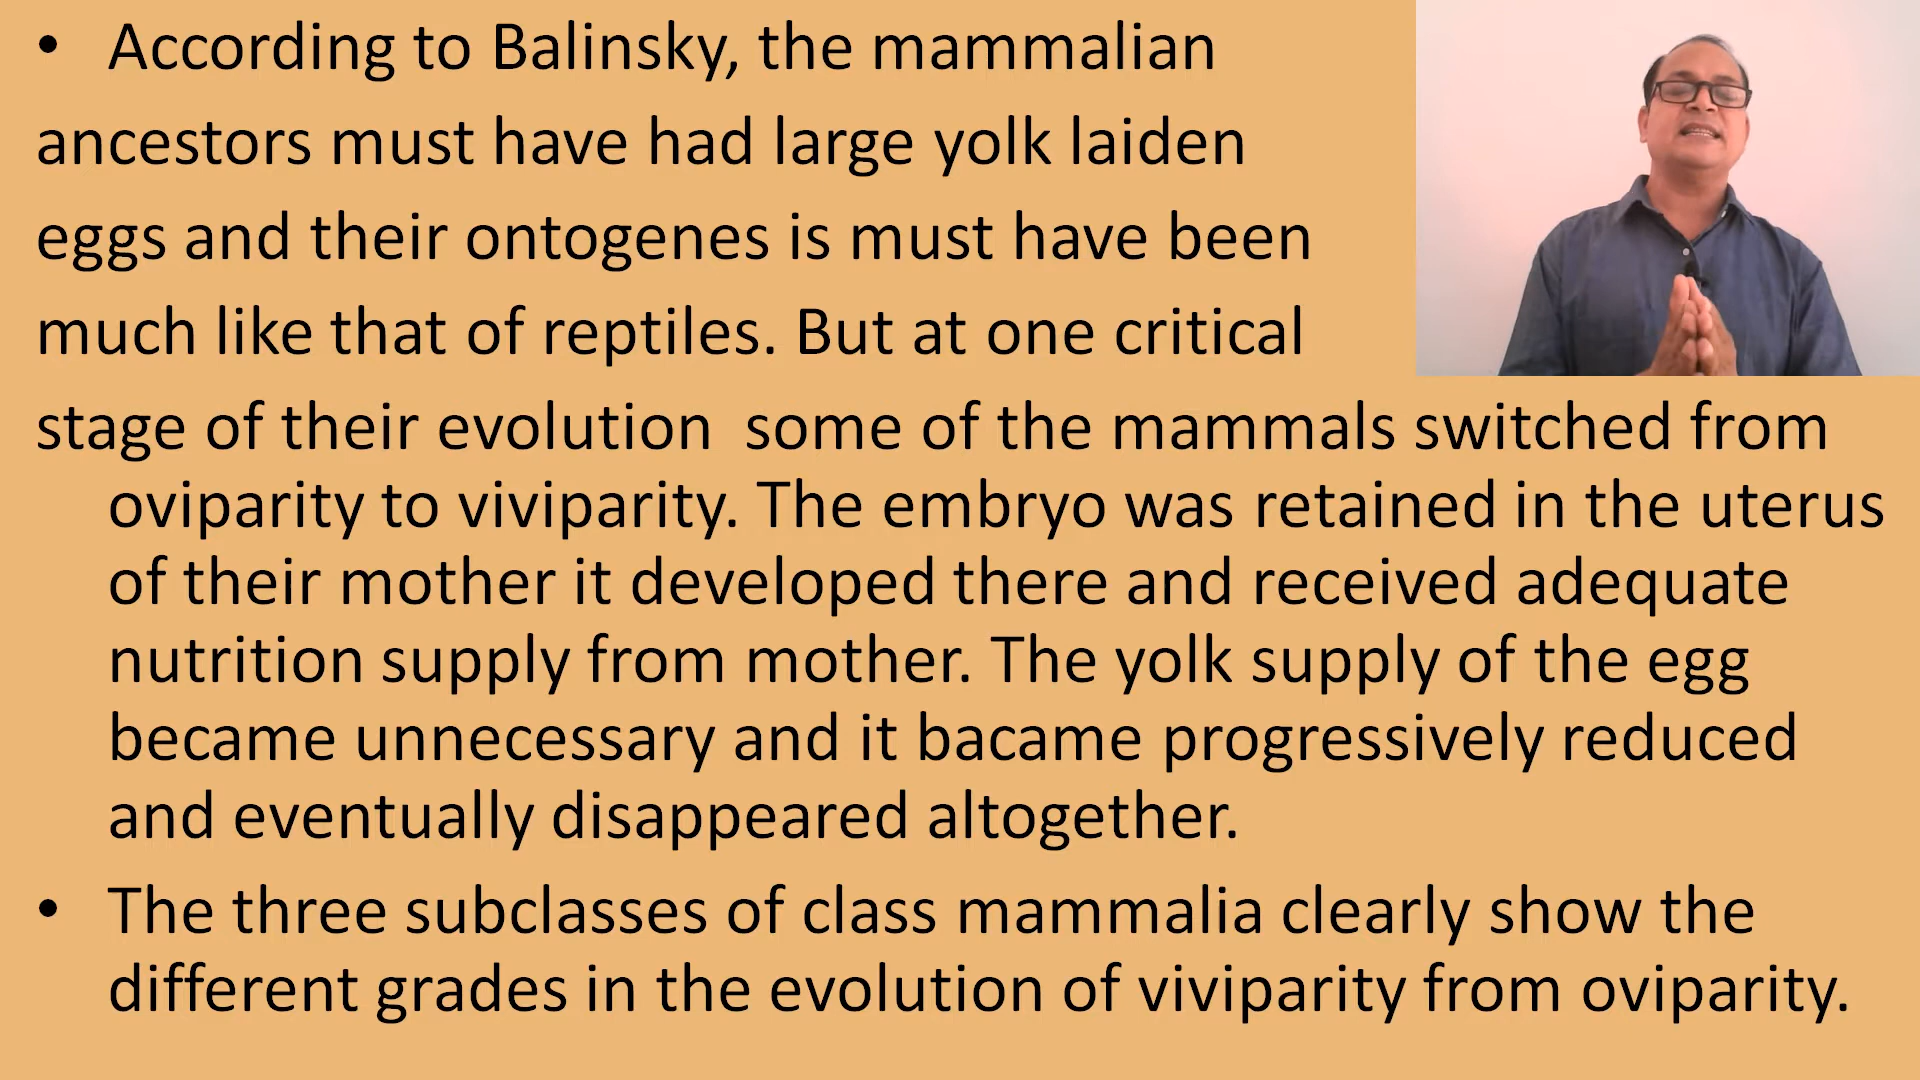 • According to Balinsky, the mammalian
ancestors must have had large yolk laiden
eggs and their ontogenes is must have been
much like that of reptiles. But at one critical
stage of their evolution  some of the mammals switched from
oviparity to viviparity. The embryo was retained in the uterus
of their mother it developed there and received adequate
nutrition supply from mother. The yolk supply of the egg
became unnecessary and it bacame progressively reduced
and eventually disappeared altogether.
• The three subclasses of class mammalia clearly show the
different grades in the evolution of viviparity from oviparity.